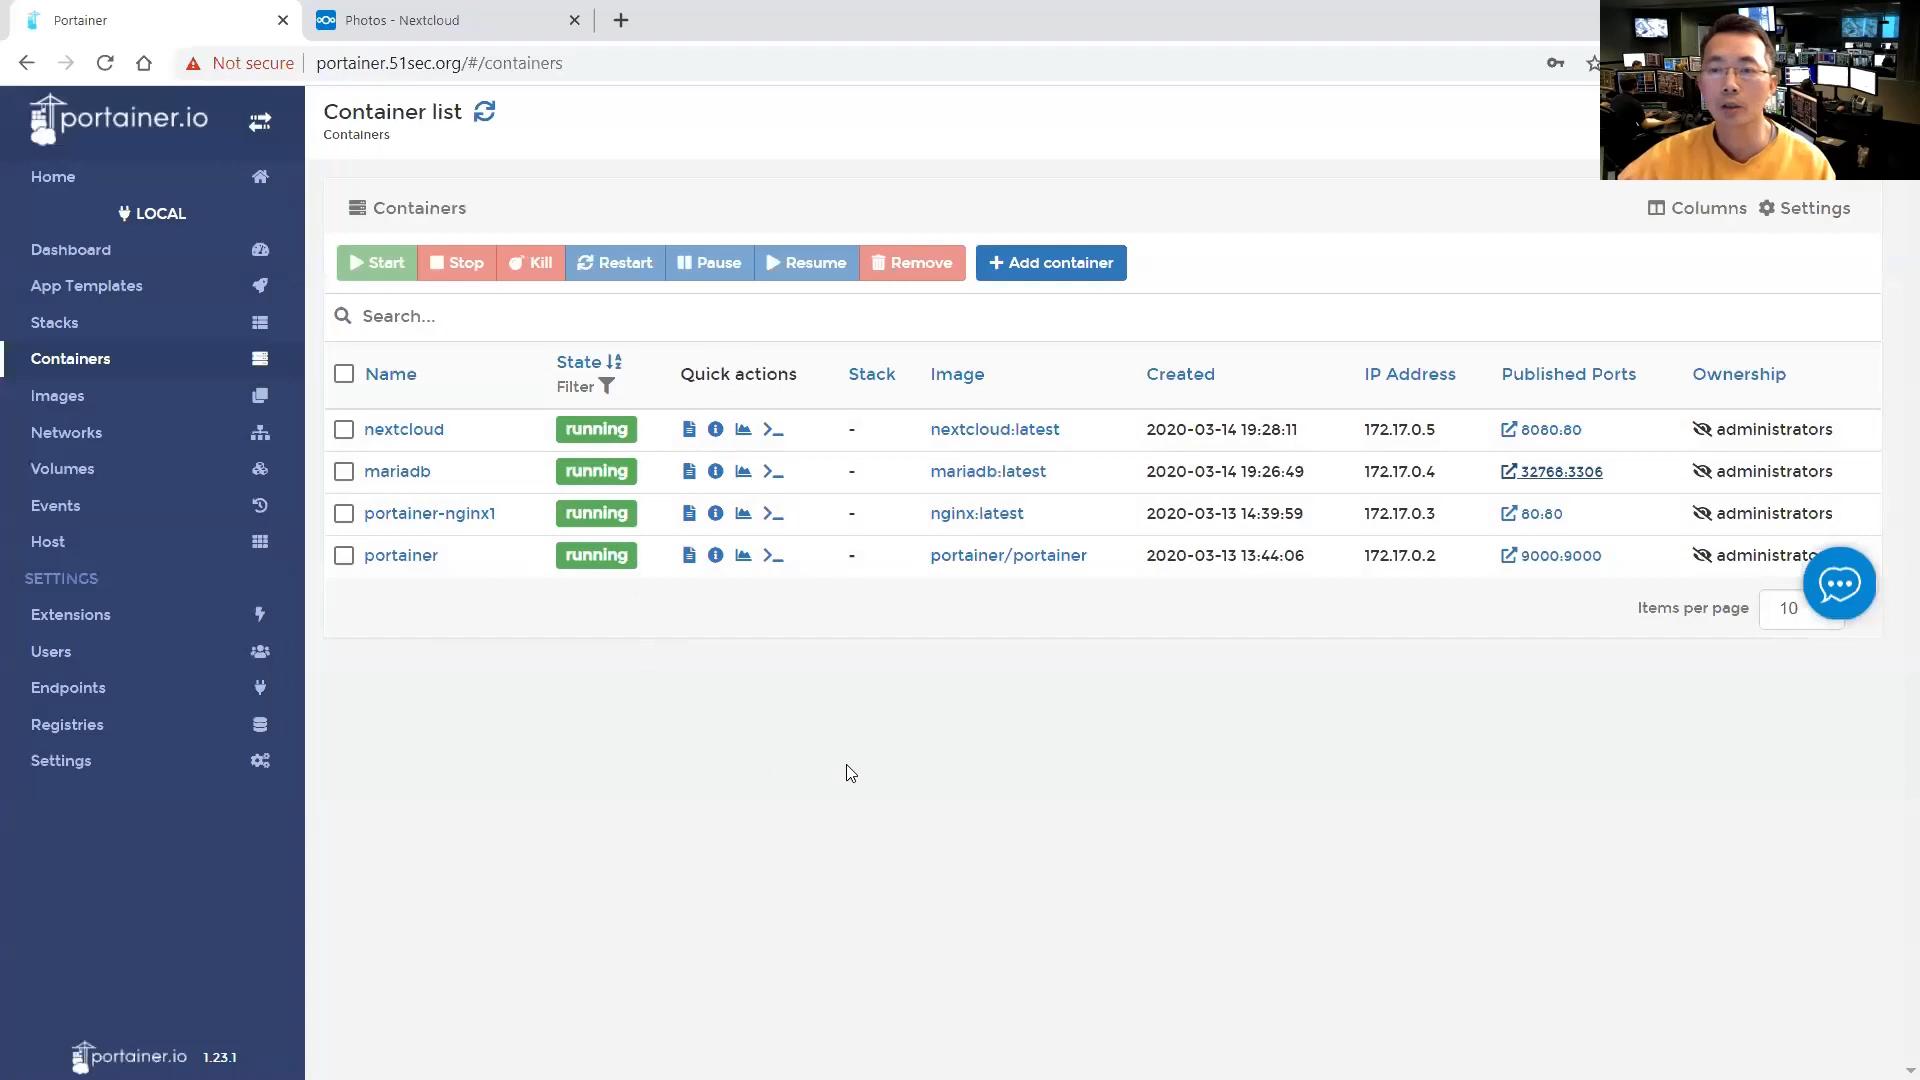 Portainer
Photos - Nextcloud
Not secure
portainer.51sec.org/#/containers
portainer.io
Home
LOCAL
Dashboard
App Templates
Stacks
Containers
Images
Networks
Volumes
Events
Host
SETTINGS
Extensions
Users
Endpoints
Registries
Settings
portainer.io 1.23.1
Container list
Containers
Containers
Columns Settings
Start Stop Kill Restart Pause Resume Remove + Add container
Search...
Name State Filter Quick actions Stack Image Created IP Address Published Ports Ownership
nextcloud running - nextcloud:latest 2020-03-14 19:28:11 172.17.0.5 8080:80 administrators
mariadb running - mariadb:latest 2020-03-14 19:26:49 172.17.0.4 32768:3306 administrators
portainer-nginx1 running - nginx:latest 2020-03-13 14:39:59 172.17.0.3 80:80 administrators
portainer running - portainer/portainer 2020-03-13 13:44:06 172.17.0.2 9000:9000 administrato
Items per page 10